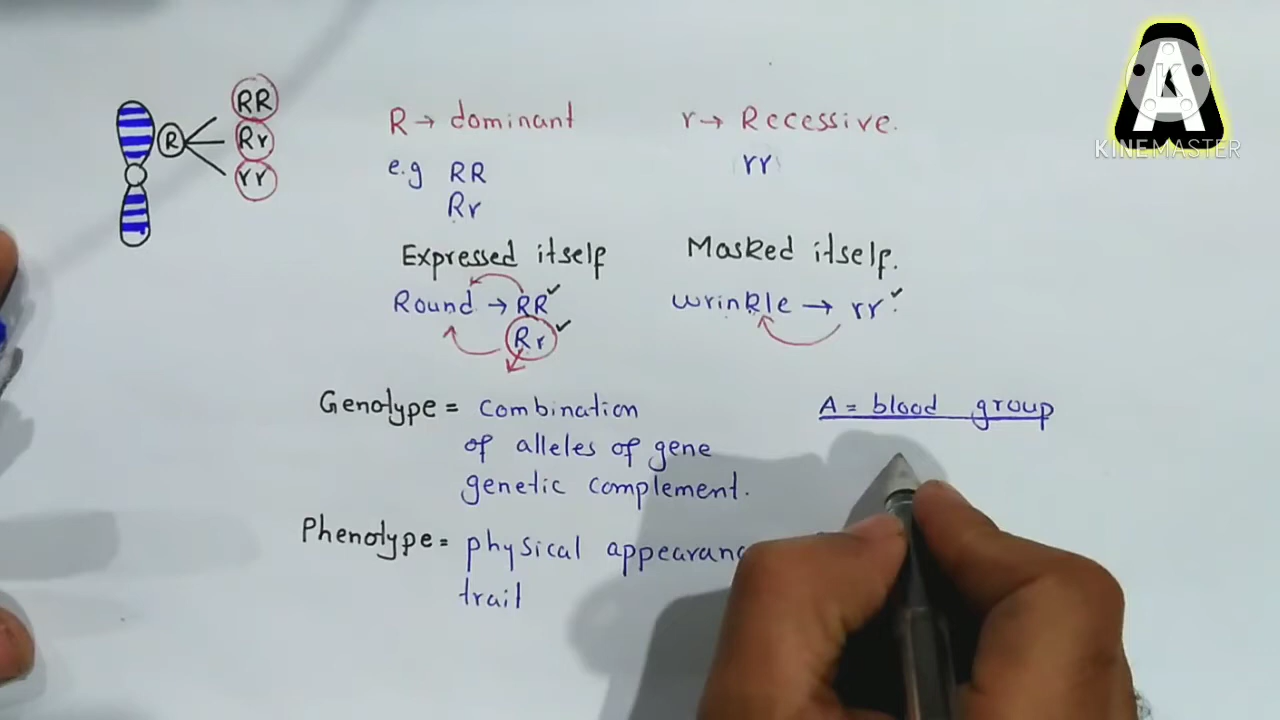 RR
R
Rr
rr
R → dominant
e.g RR
Rr
Expressed itself
Round → RR ✓
Rr ✓
r → Recessive.
rr
Masked itself.
wrinkle → rr ✓
Genotype = combination
of alleles of gene
genetic complement.
Phenotype = physical
trait
A = blood group
A
K
KINEMASTER